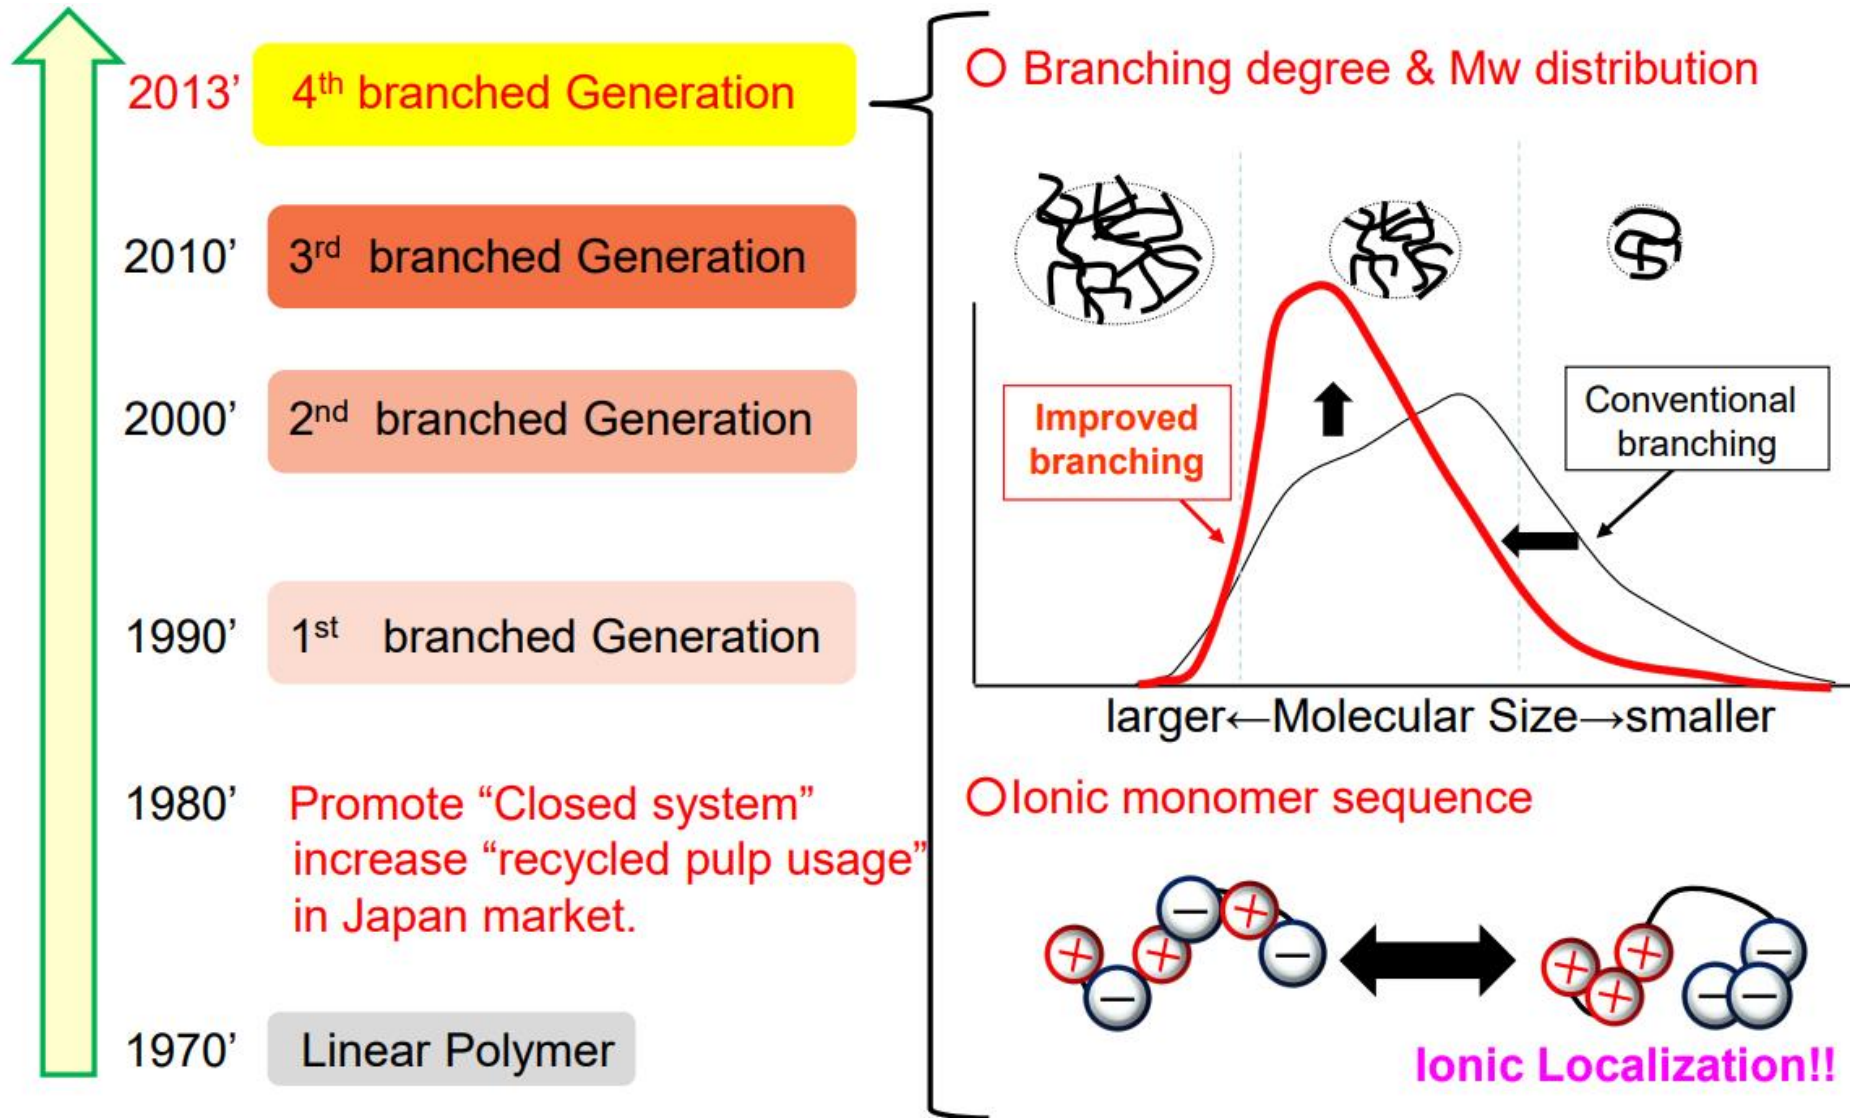 2013’ 4th branched Generation
2010’ 3rd branched Generation
2000’ 2nd branched Generation
1990’ 1st branched Generation
1980’ Promote “Closed system”
increase “recycled pulp usage”
in Japan market.
1970’ Linear Polymer
○ Branching degree & Mw distribution
Improved
branching
Conventional
branching
larger←Molecular Size→smaller
○Ionic monomer sequence
+ − + − + −
+ + + − − −
Ionic Localization!!